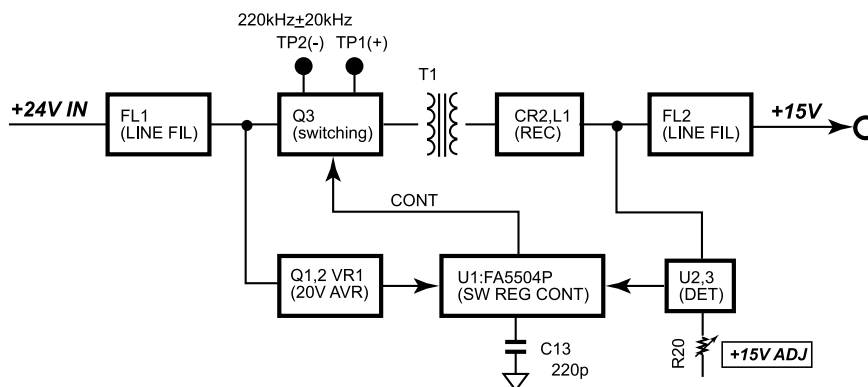 220kHz±20kHz
TP2(-) TP1(+)
T1
+24V IN
FL1
(LINE FIL)
Q3
(switching)
CR2,L1
(REC)
FL2
(LINE FIL)
+15V
CONT
Q1,2 VR1
(20V AVR)
U1:FA5504P
(SW REG CONT)
U2,3
(DET)
C13
220p
R20
+15V ADJ